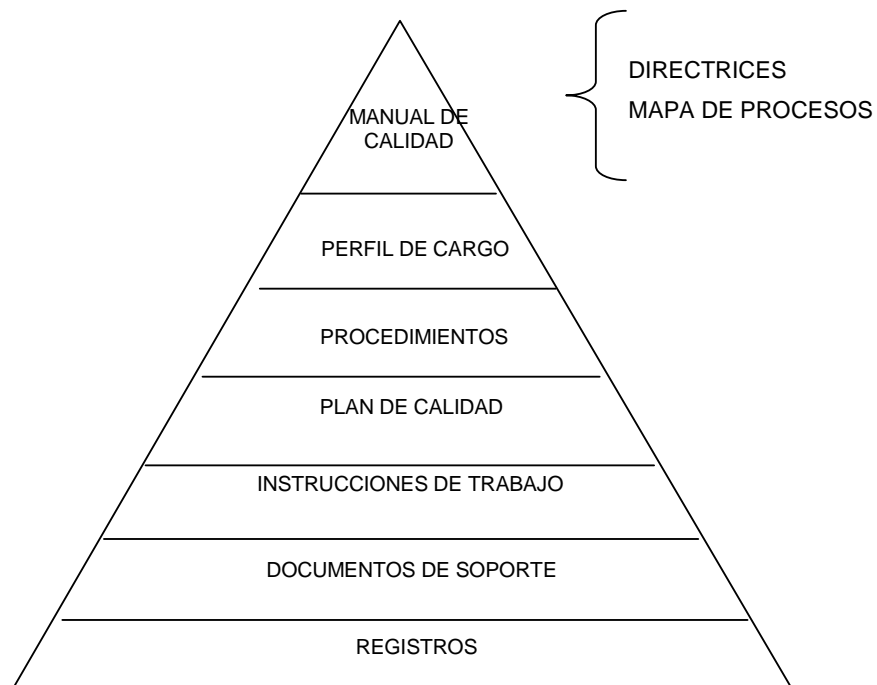 MANUAL DE
CALIDAD
DIRECTRICES
MAPA DE PROCESOS
PERFIL DE CARGO
PROCEDIMIENTOS
PLAN DE CALIDAD
INSTRUCCIONES DE TRABAJO
DOCUMENTOS DE SOPORTE
REGISTROS